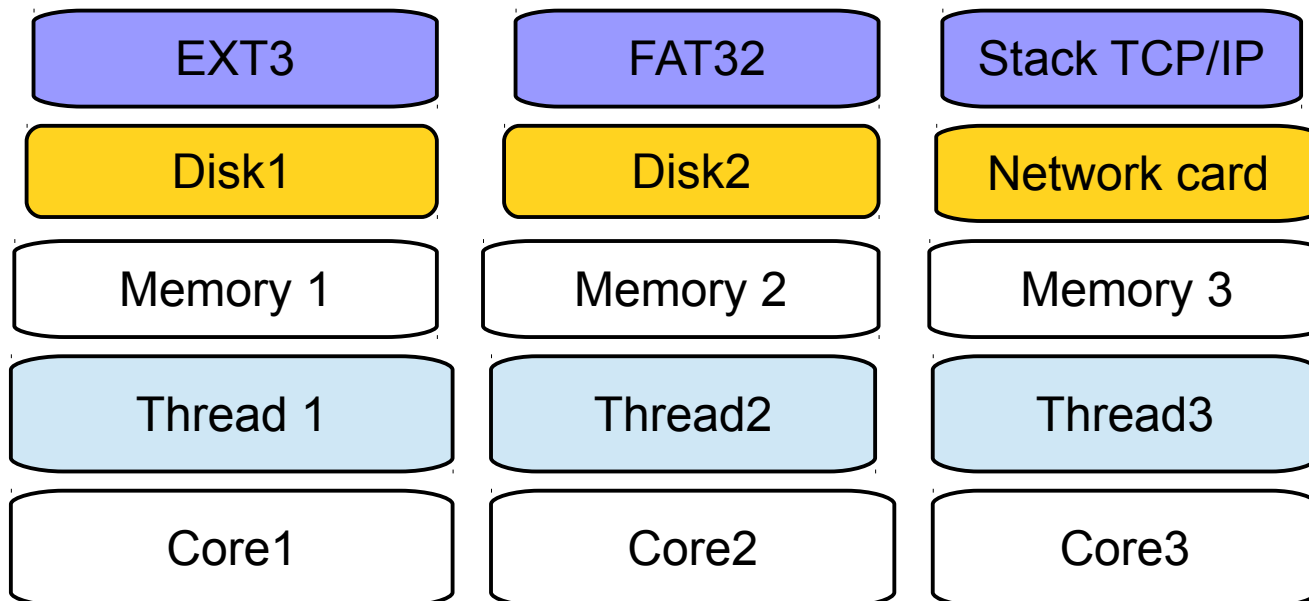 EXT3
FAT32
Stack TCP/IP
Disk1
Disk2
Network card
Memory 1
Memory 2
Memory 3
Thread 1
Thread2
Thread3
Core1
Core2
Core3